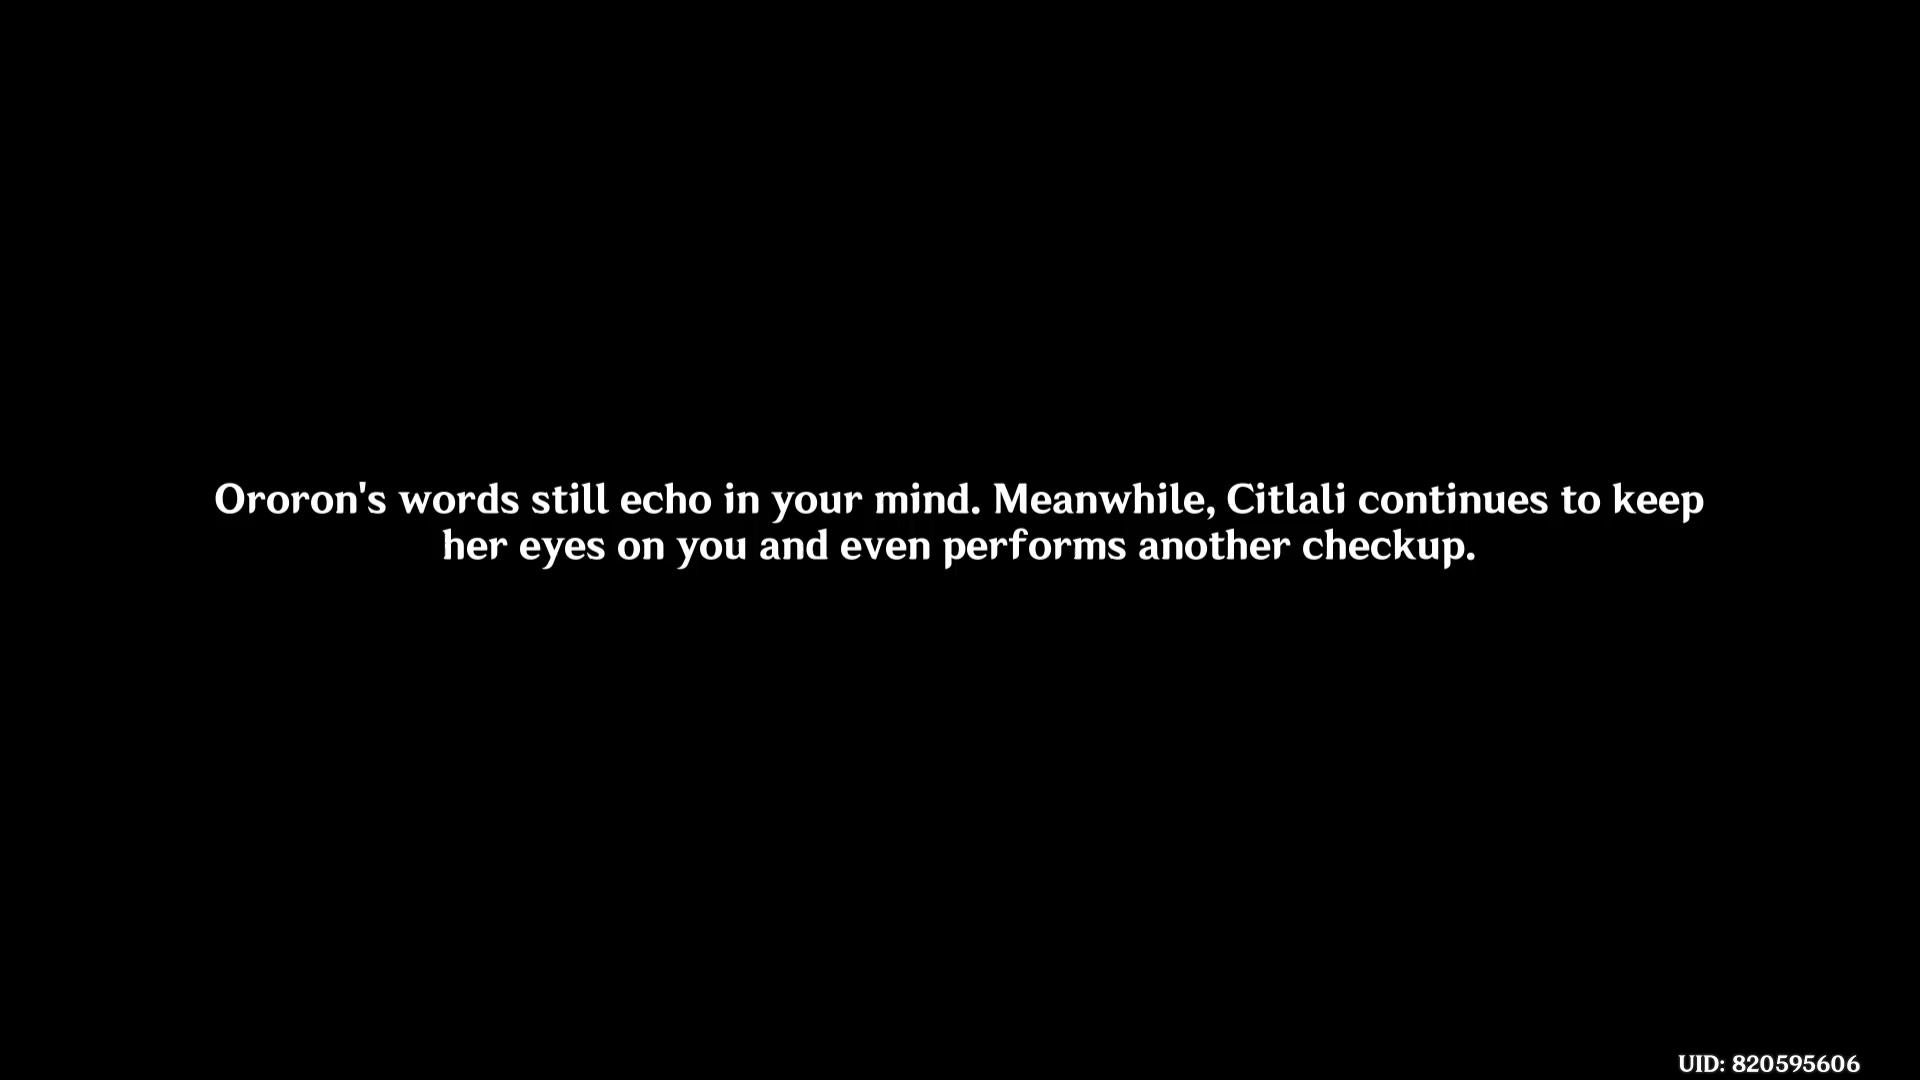 Ororon's words still echo in your mind. Meanwhile, Citlali continues to keep
her eyes on you and even performs another checkup.
UID: 820595606